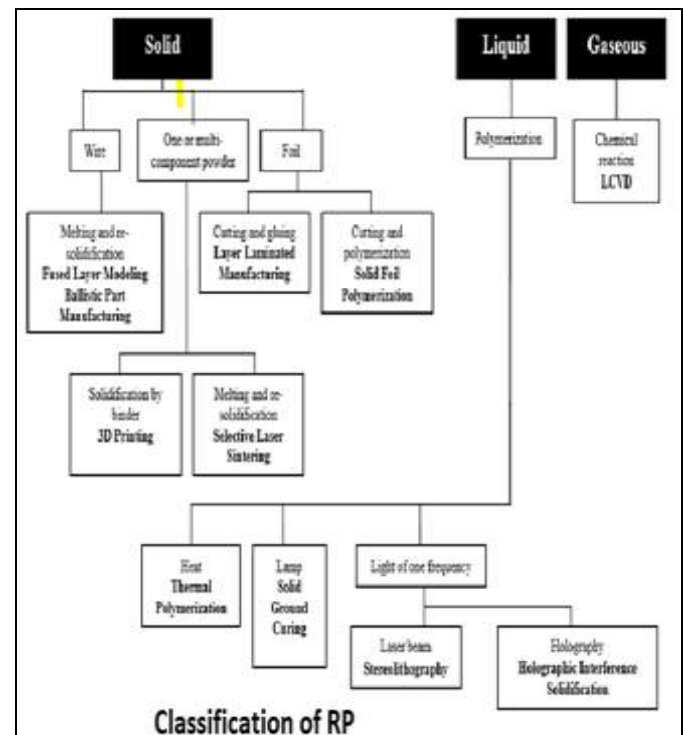 Solid
Liquid
Gaseous
Wire
One or multi-
component powder
Foil
Polymerization
Chemical
reaction
LCVD
Melting and re-
solidification
Fused Layer Modeling
Ballistic Part
Manufacturing
Cutting and gluing
Layer Laminated
Manufacturing
Cutting and
polymerization
Solid Foil
Polymerization
Solidification by
binder
3D Printing
Melting and re-
solidification
Selective Laser
Sintering
Heat
Thermal
Polymerization
Lamp
Solid
Ground
Curing
Light of one frequency
Laser beam
Stereolithography
Holography
Holographic Interference
Solidification
Classification of RP